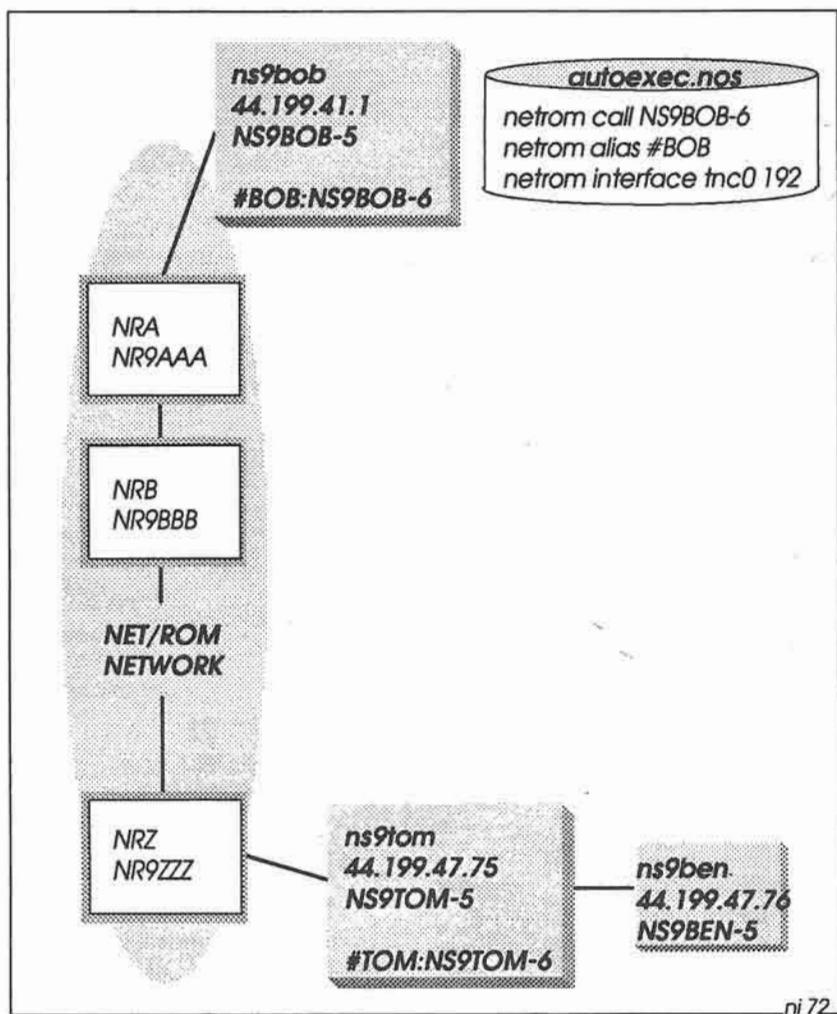 ns9bob
44.199.41.1
NS9BOB-5
#BOB:NS9BOB-6
autoexec.nos
netrom call NS9BOB-6
netrom alias #BOB
netrom interface tnc0 192
NRA
NR9AAA
NRB
NR9BBB
NET/ROM
NETWORK
NRZ
NR9ZZZ
ns9tom
44.199.47.75
NS9TOM-5
#TOM:NS9TOM-6
ns9ben
44.199.47.76
NS9BEN-5
ni 72